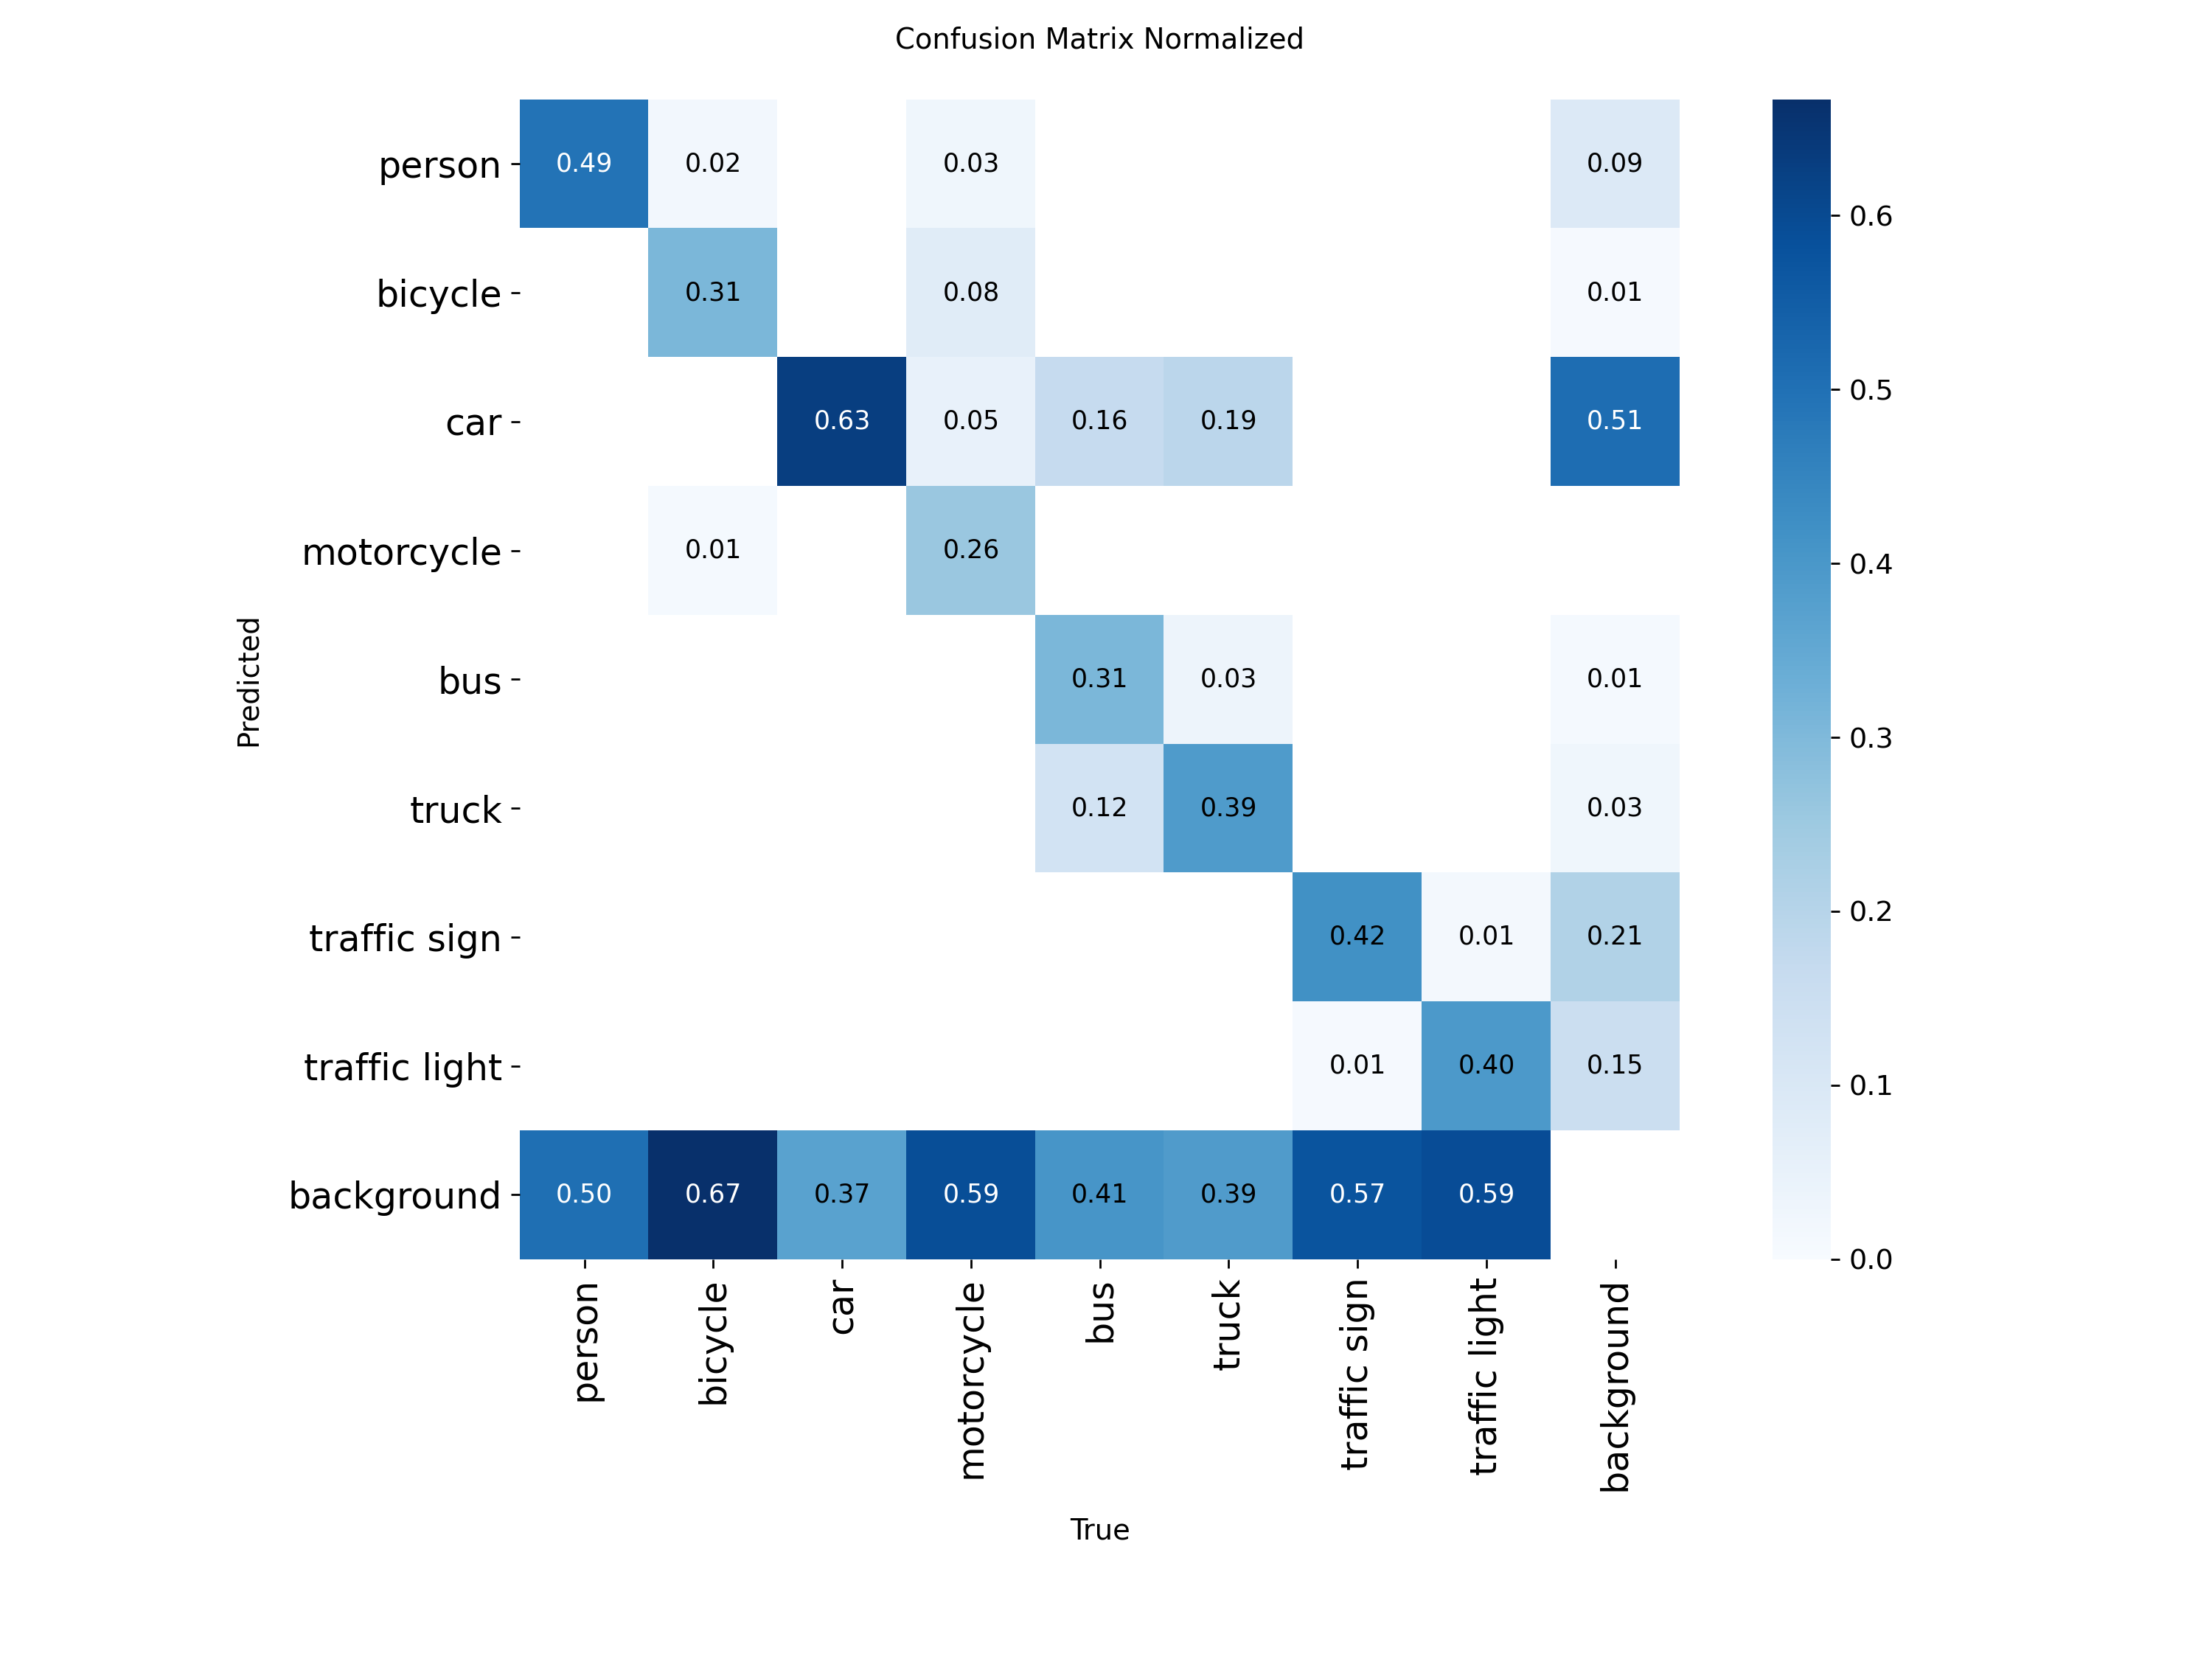 Confusion Matrix Normalized
person 0.49 0.02 0.03 0.09
0.6
bicycle 0.31 0.08 0.01
0.5
car 0.63 0.05 0.16 0.19 0.51
0.4
motorcycle 0.01 0.26
Predicted
bus 0.31 0.03 0.01
0.3
truck 0.12 0.39 0.03
0.2
traffic sign 0.42 0.01 0.21
traffic light 0.01 0.40 0.15
0.1
background 0.50 0.67 0.37 0.59 0.41 0.39 0.57 0.59
0.0
person
bicycle
car
motorcycle
bus
truck
traffic sign
traffic light
background
True